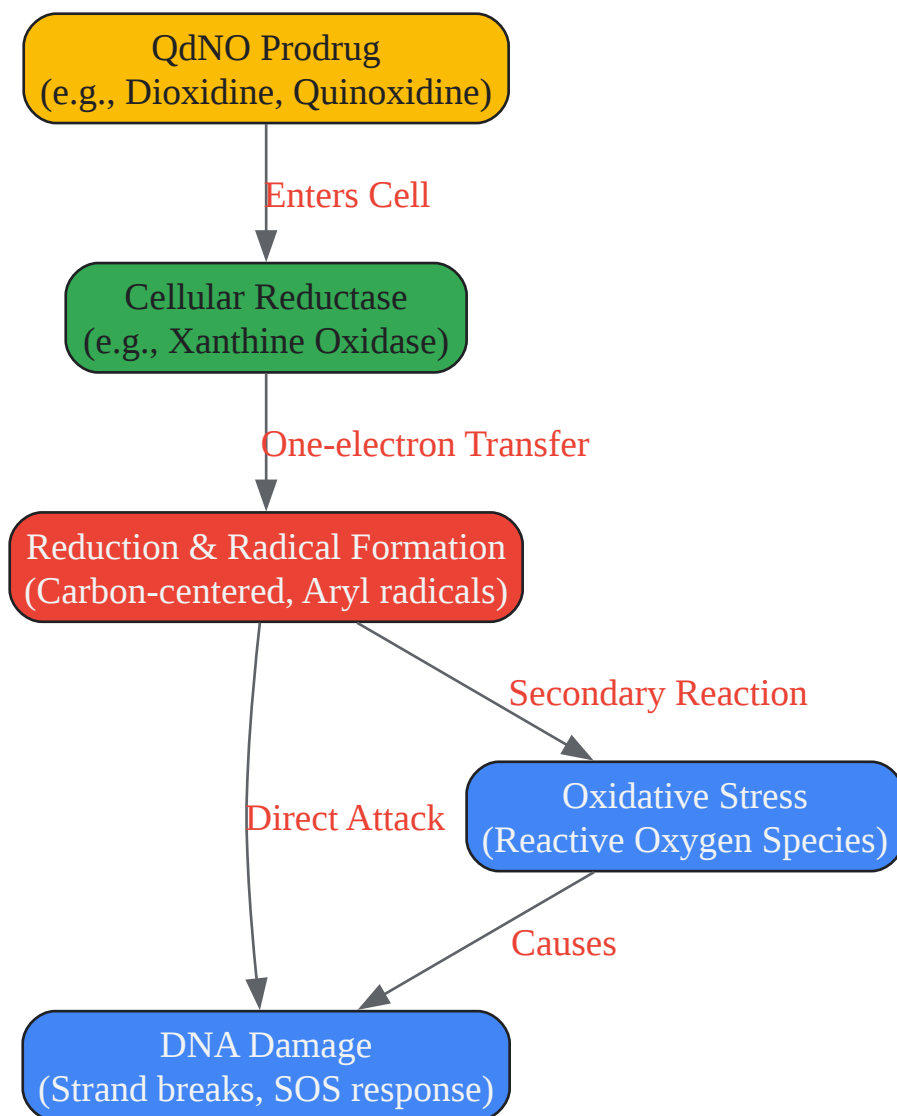 QdNO Prodrug
(e.g., Dioxidine, Quinoxidine)
Enters Cell
Cellular Reductase
(e.g., Xanthine Oxidase)
One-electron Transfer
Reduction & Radical Formation
(Carbon-centered, Aryl radicals)
Secondary Reaction
Oxidative Stress
(Reactive Oxygen Species)
Direct Attack
Causes
DNA Damage
(Strand breaks, SOS response)